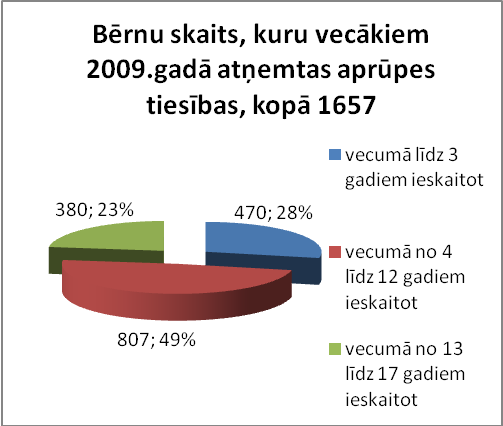 Bērnu skaits, kuru vecākiem
2009.gadā atņemtas aprūpes
tiesības, kopā 1657
380; 23%
470; 28%
807; 49%
vecumā līdz 3
gadiem ieskaitot
vecumā no 4
līdz 12 gadiem
ieskaitot
vecumā no 13
līdz 17 gadiem
ieskaitot